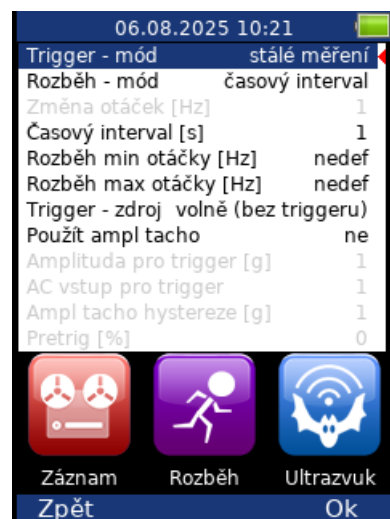 06.08.2025 10:21
Trigger - mód stálé měření
Rozběh - mód časový interval
Změna otáček [Hz] 1
Časový interval [s] 1
Rozběh min otáčky [Hz] nedef
Rozběh max otáčky [Hz] nedef
Trigger - zdroj volně (bez triggeru)
Použít ampl tacho ne
Amplituda pro trigger [g] 1
AC vstup pro trigger 1
Ampl tacho hystereze [g] 1
Pretrig [%] 0
Záznam Rozběh Ultrazvuk
Zpět Ok